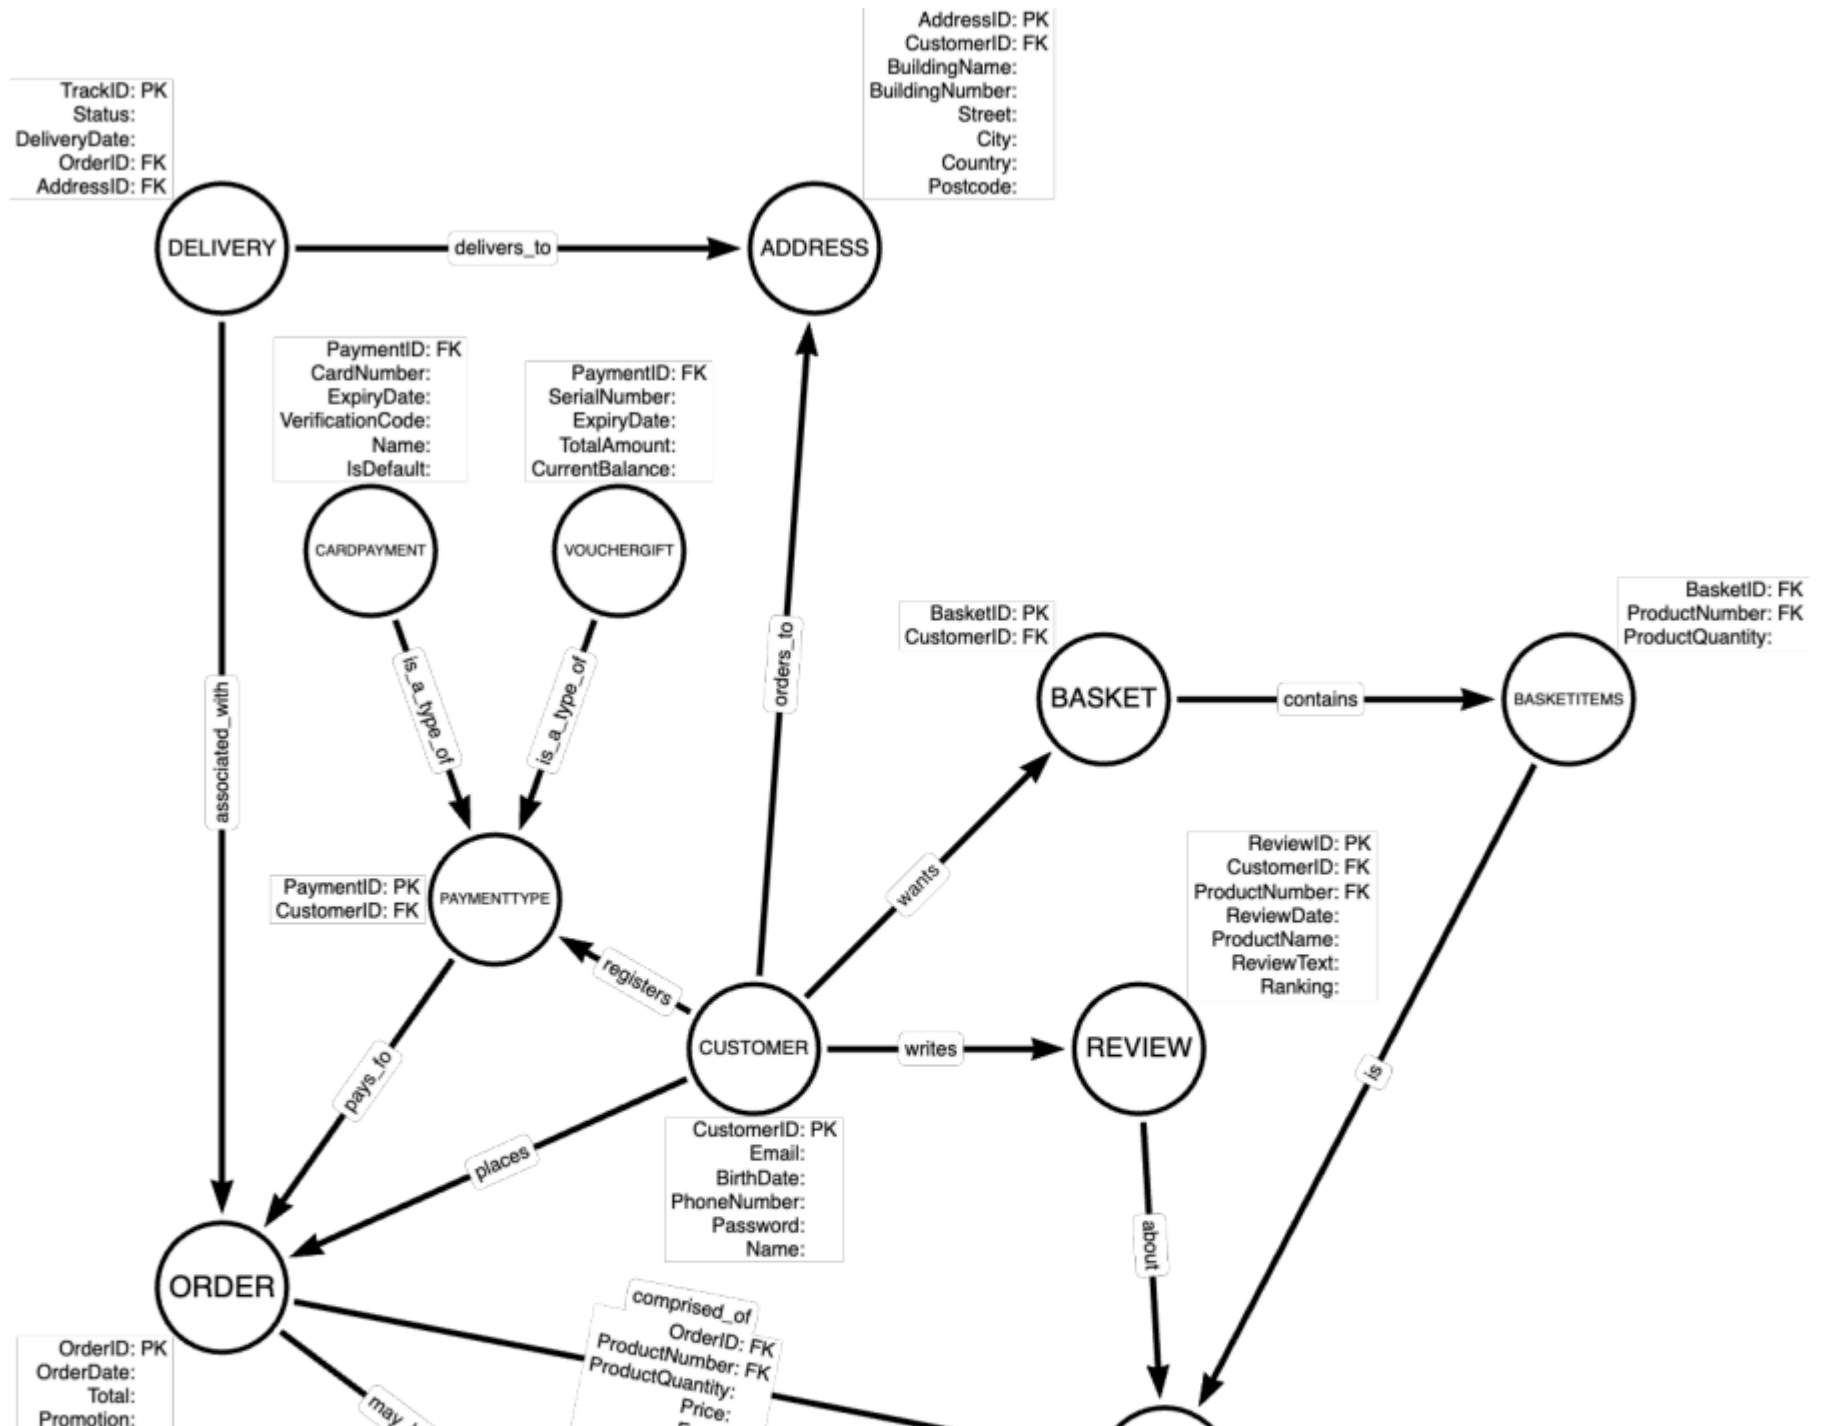 AddressID: PK
CustomerID: FK
BuildingName:
BuildingNumber:
Street:
City:
Country:
Postcode:
TrackID: PK
Status:
DeliveryDate:
OrderID: FK
AddressID: FK
DELIVERY
delivers_to
ADDRESS
PaymentID: FK
CardNumber:
ExpiryDate:
VerificationCode:
Name:
IsDefault:
PaymentID: FK
SerialNumber:
ExpiryDate:
TotalAmount:
CurrentBalance:
CARDPAYMENT
VOUCHERGIFT
is_a_type_of
is_a_type_of
orders_to
associated_with
BasketID: PK
CustomerID: FK
BASKET
contains
BasketID: FK
ProductNumber: FK
ProductQuantity:
BASKETITEMS
PaymentID: PK
CustomerID: FK
PAYMENTTYPE
registers
wants
ReviewID: PK
CustomerID: FK
ProductNumber: FK
ReviewDate:
ProductName:
ReviewText:
Ranking:
CUSTOMER
writes
REVIEW
is
pays_to
places
CustomerID: PK
Email:
BirthDate:
PhoneNumber:
Password:
Name:
about
ORDER
OrderID: PK
OrderDate:
Total:
Promotion:
comprised_of
OrderID: FK
ProductNumber: FK
ProductQuantity:
Price: